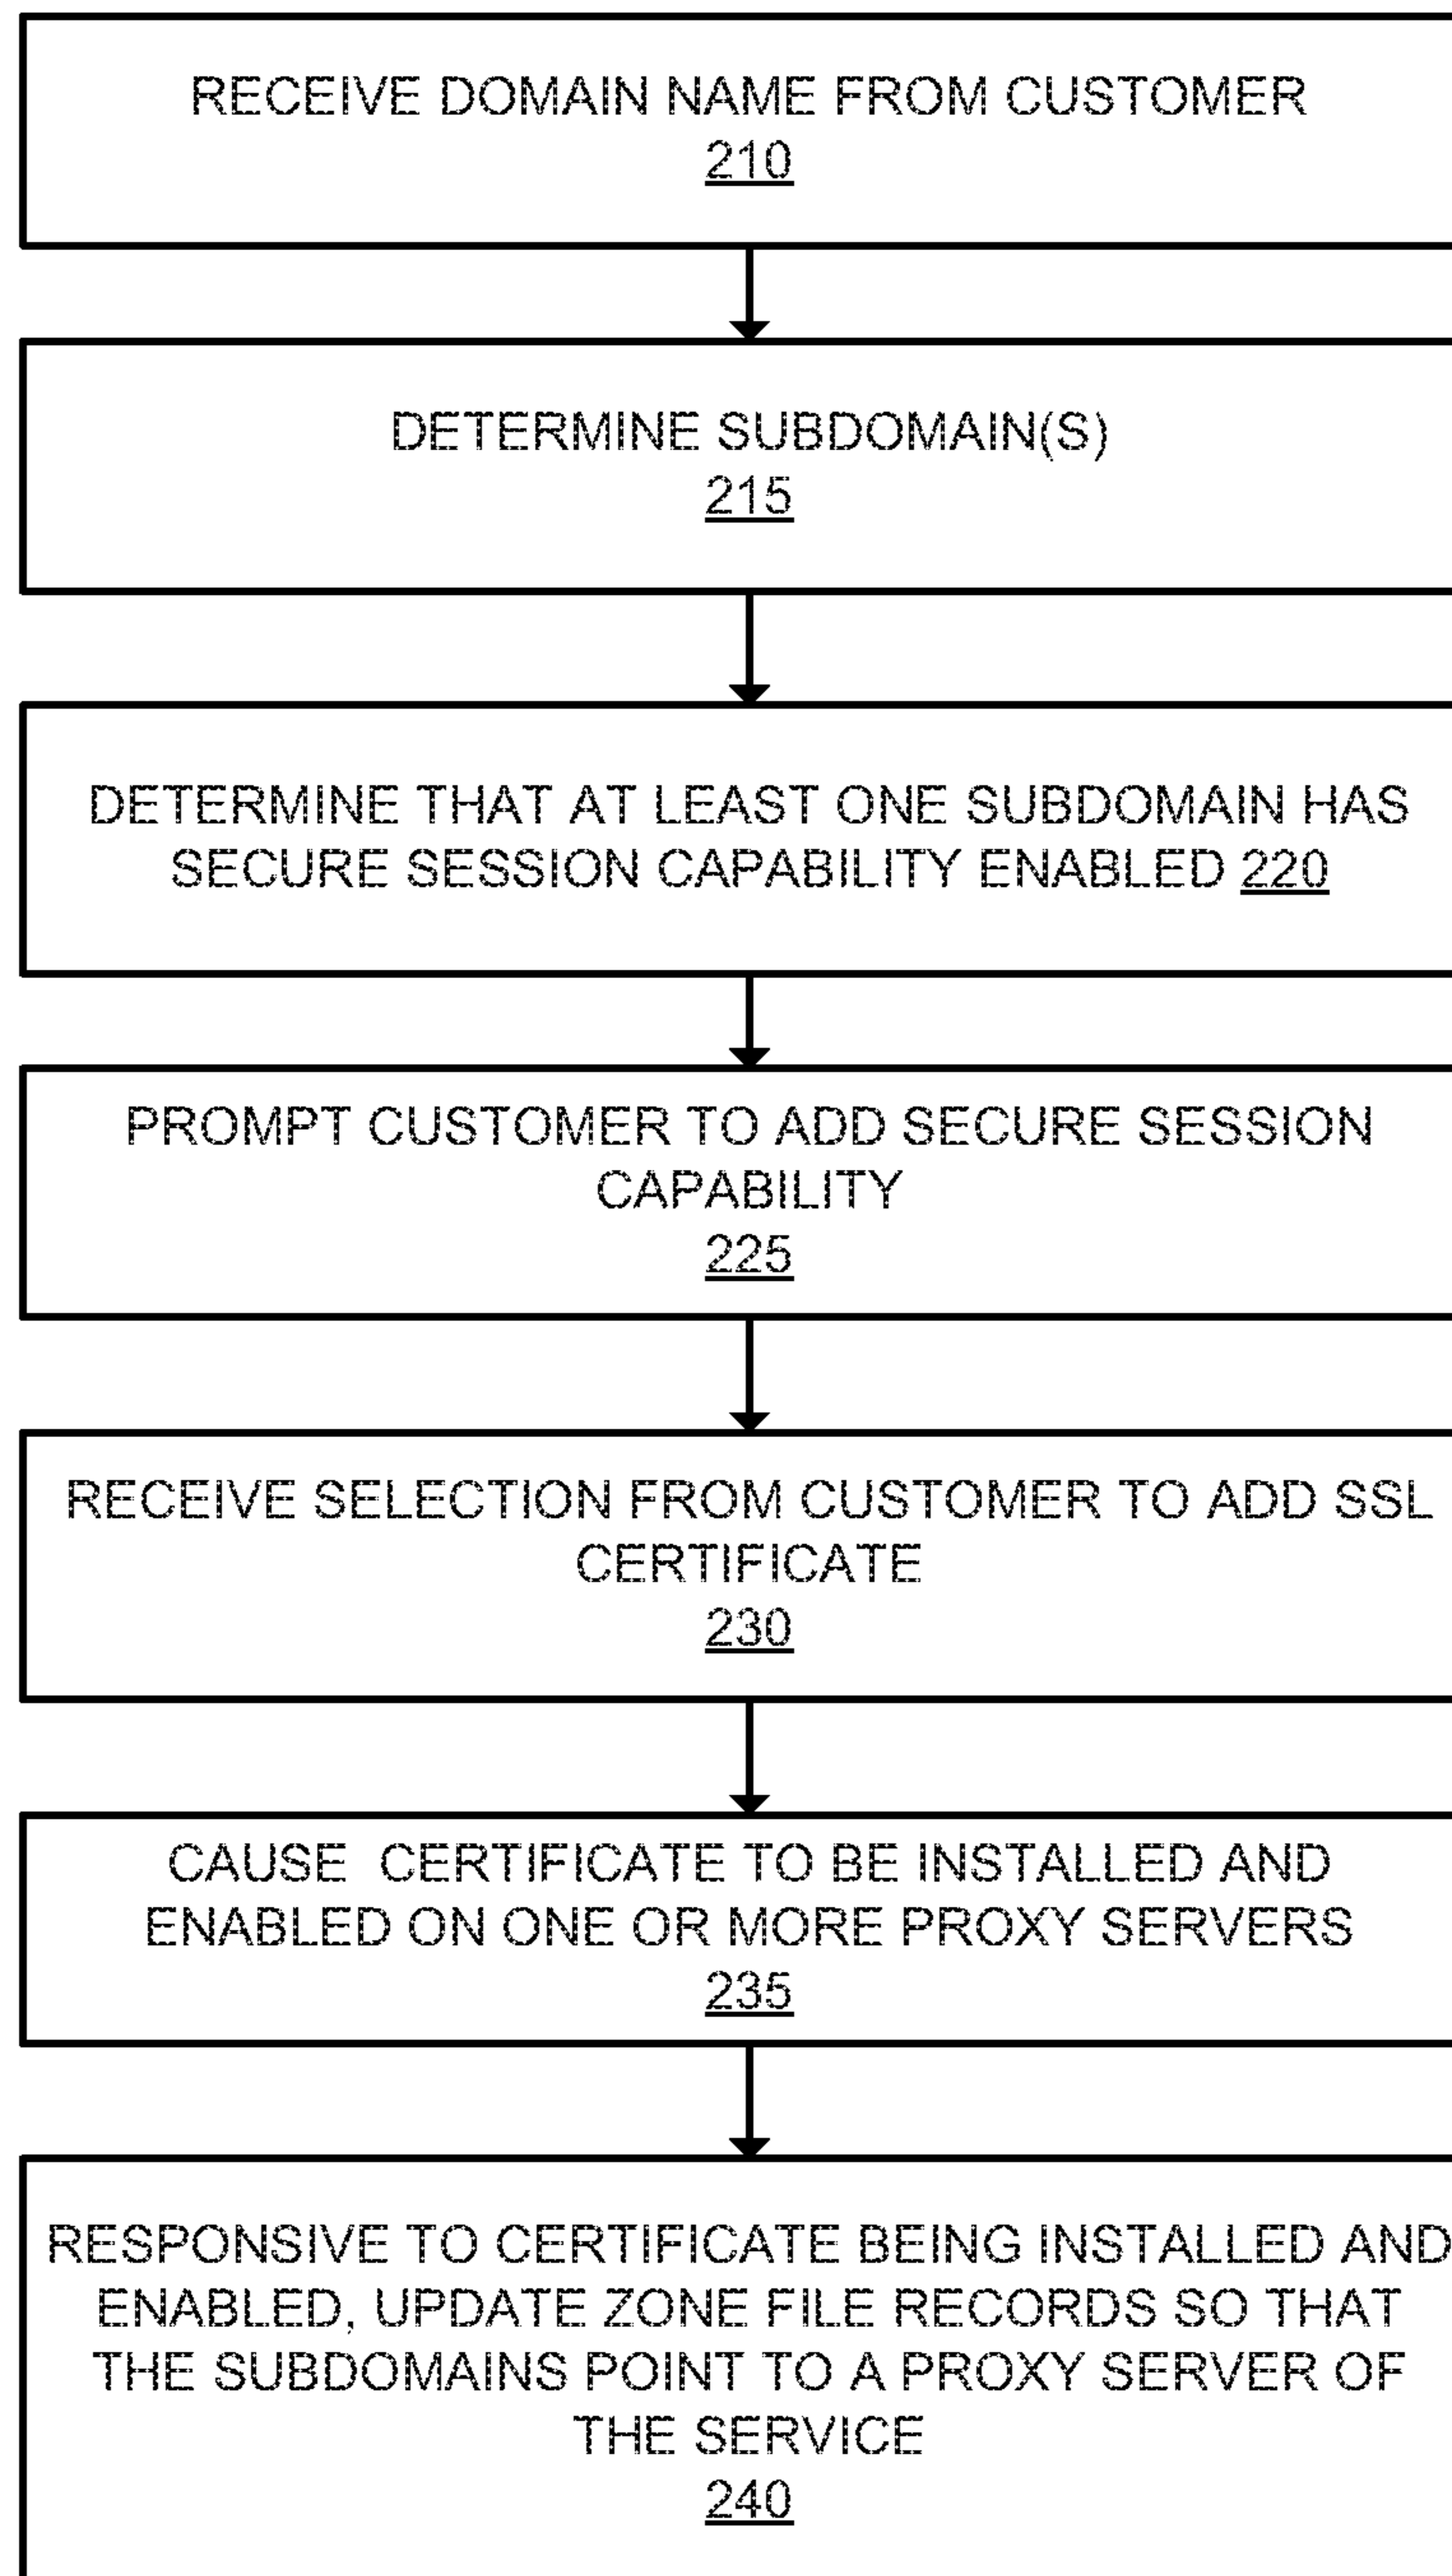 RECEIVE DOMAIN NAME FROM CUSTOMER
210
DETERMINE SUBDOMAIN(S)
215
DETERMINE THAT AT LEAST ONE SUBDOMAIN HAS
SECURE SESSION CAPABILITY ENABLED 220
PROMPT CUSTOMER TO ADD SECURE SESSION
CAPABILITY
225
RECEIVE SELECTION FROM CUSTOMER TO ADD SSL
CERTIFICATE
230
CAUSE CERTIFICATE TO BE INSTALLED AND
ENABLED ON ONE OR MORE PROXY SERVERS
235
RESPONSIVE TO CERTIFICATE BEING INSTALLED AND
ENABLED, UPDATE ZONE FILE RECORDS SO THAT
THE SUBDOMAINS POINT TO A PROXY SERVER OF
THE SERVICE
240